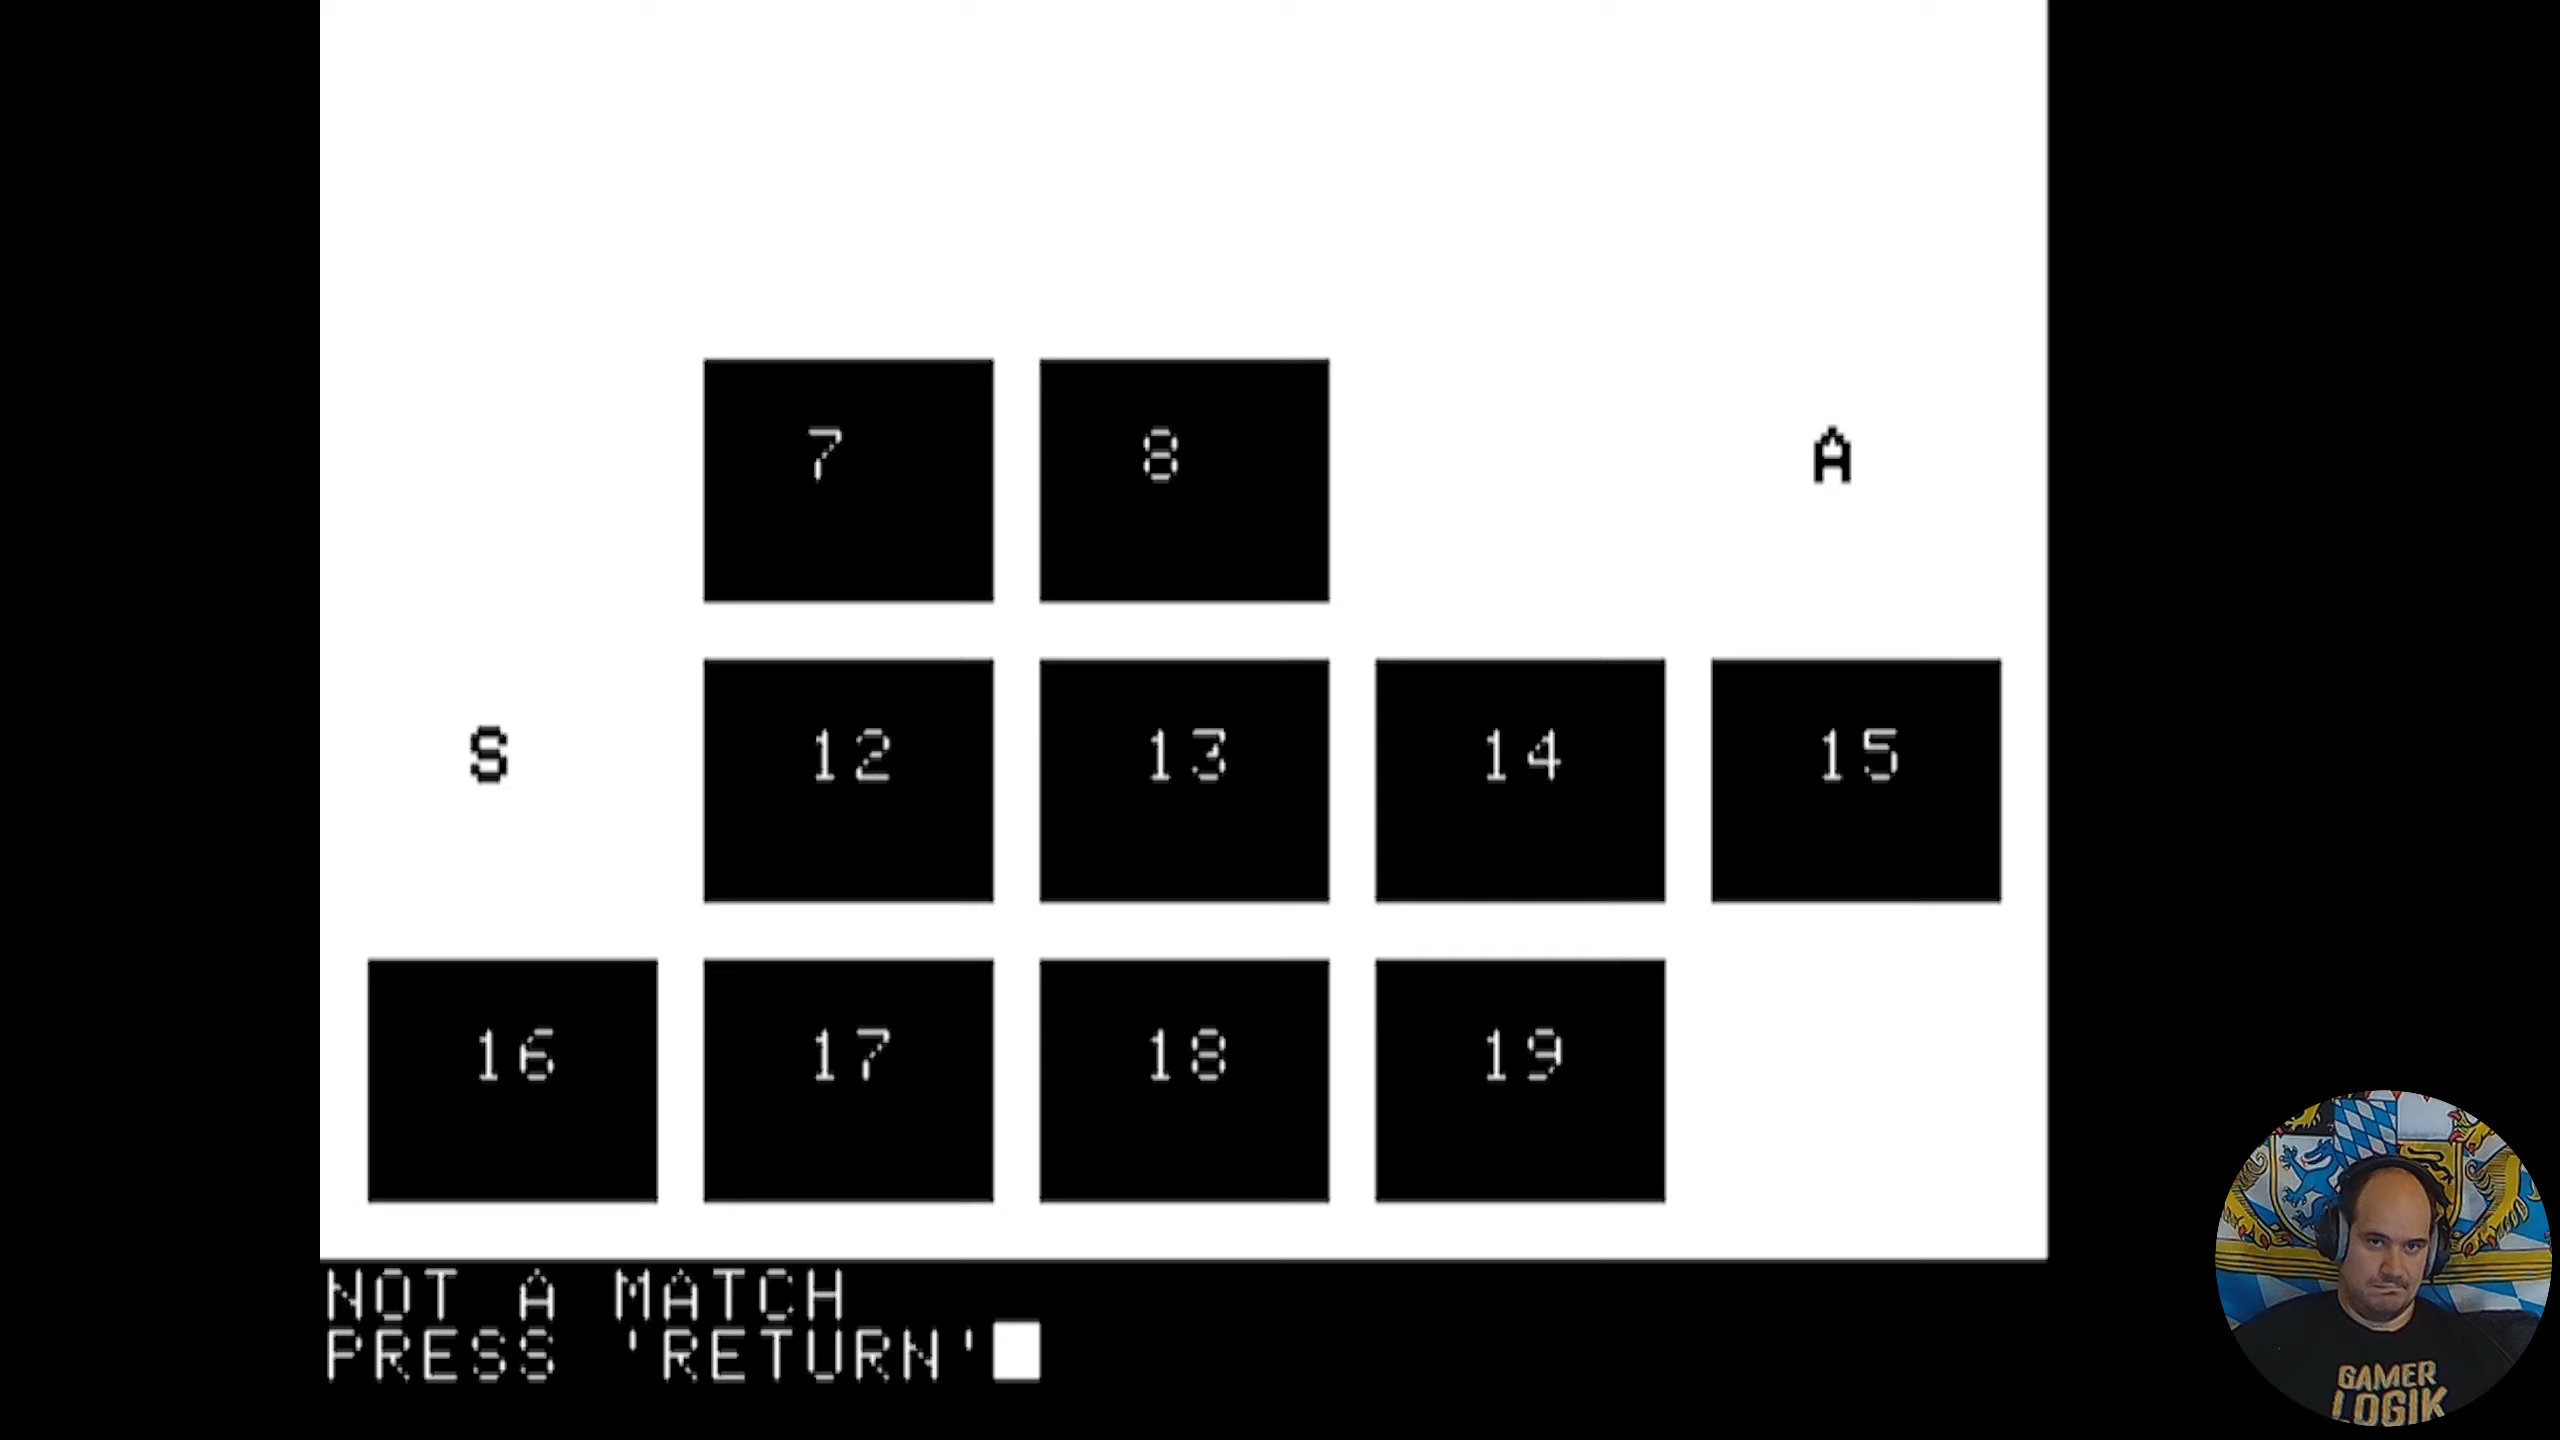 7 8 A
S 12 13 14 15
16 17 18 19
NOT A MATCH
PRESS 'RETURN'
GAMER
LOGIK